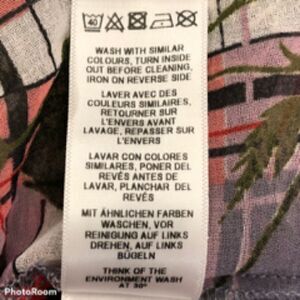 40
WASH WITH SIMILAR
COLOURS, TURN INSIDE
OUT BEFORE CLEANING,
IRON ON REVERSE SIDE
LAVER AVEC DES
COULEURS SIMILAIRES,
RETOURNER SUR
L'ENVERS AVANT
LAVAGE, REPASSER SUR
L'ENVERS
LAVAR CON COLORES
SIMILARES, PONER DEL
REVÉS ANTES DE
LAVAR, PLANCHAR DEL
REVÉS
MIT ÄHNLICHEN FARBEN
WASCHEN, VOR
REINIGUNG AUF LINKS
DREHEN, AUF LINKS
BÜGELN
THINK OF THE
ENVIRONMENT WASH
AT 30°
PhotoRoom